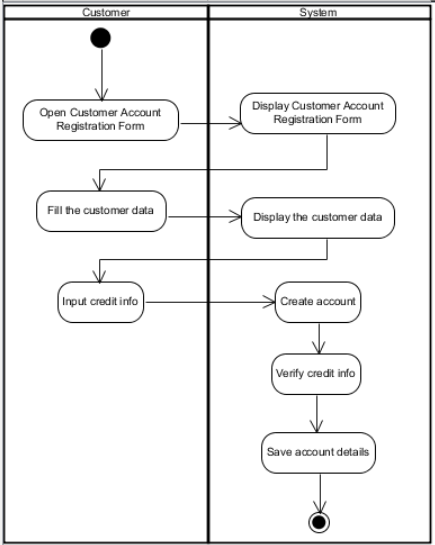 Customer
System
Open Customer Account
Registration Form
Display Customer Account
Registration Form
Fill the customer data
Display the customer data
Input credit info
Create account
Verify credit info
Save account details